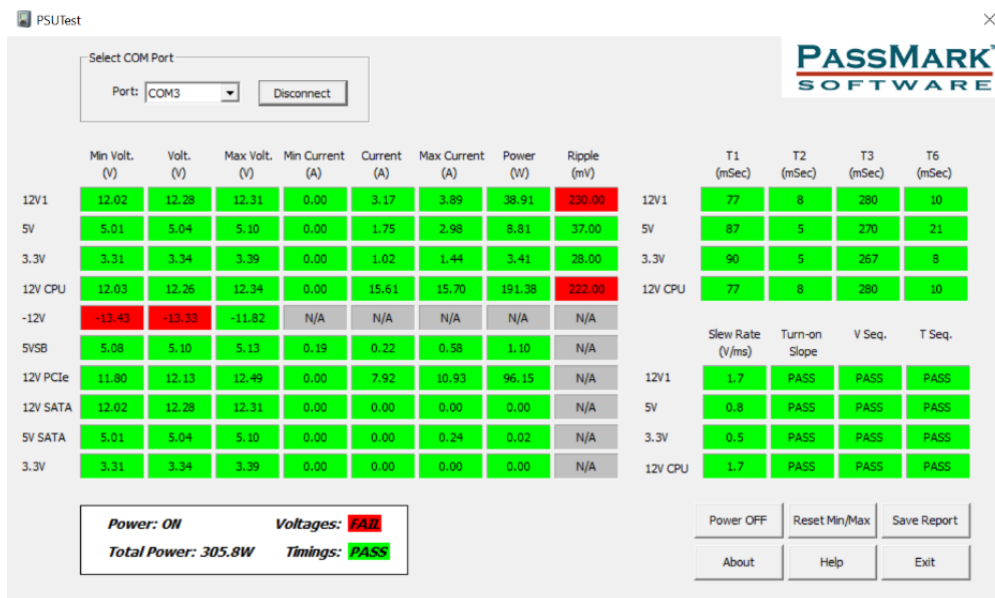 PSUTest
Select COM Port
Port: COM3 Disconnect
PASSMARK
SOFTWARE
Min Volt. Volt. Max Volt. Min Current Current Max Current Power Ripple
(V) (V) (V) (A) (A) (A) (W) (mV)
12V1 12.02 12.28 12.31 0.00 3.17 3.89 38.91 230.00
5V 5.01 5.04 5.10 0.00 1.75 2.98 8.81 37.00
3.3V 3.31 3.34 3.39 0.00 1.02 1.44 3.41 28.00
12V CPU 12.03 12.26 12.34 0.00 15.61 15.70 191.38 222.00
-12V -13.43 -13.33 -11.82 N/A N/A N/A N/A N/A
5VSB 5.08 5.10 5.13 0.19 0.22 0.58 1.10 N/A
12V PCIe 11.80 12.13 12.49 0.00 7.92 10.93 96.15 N/A
12V SATA 12.02 12.28 12.31 0.00 0.00 0.00 0.00 N/A
5V SATA 5.01 5.04 5.10 0.00 0.00 0.24 0.02 N/A
3.3V 3.31 3.34 3.39 0.00 0.00 0.00 0.00 N/A
T1 T2 T3 T6
(mSec) (mSec) (mSec) (mSec)
12V1 77 8 280 10
5V 87 5 270 21
3.3V 90 5 267 8
12V CPU 77 8 280 10
Slew Rate Turn-on V Seq. T Seq.
(V/ms) Slope
12V1 1.7 PASS PASS PASS
5V 0.8 PASS PASS PASS
3.3V 0.5 PASS PASS PASS
12V CPU 1.7 PASS PASS PASS
Power: ON Voltages: FAIL
Total Power: 305.8W Timings: PASS
Power OFF Reset Min/Max Save Report
About Help Exit